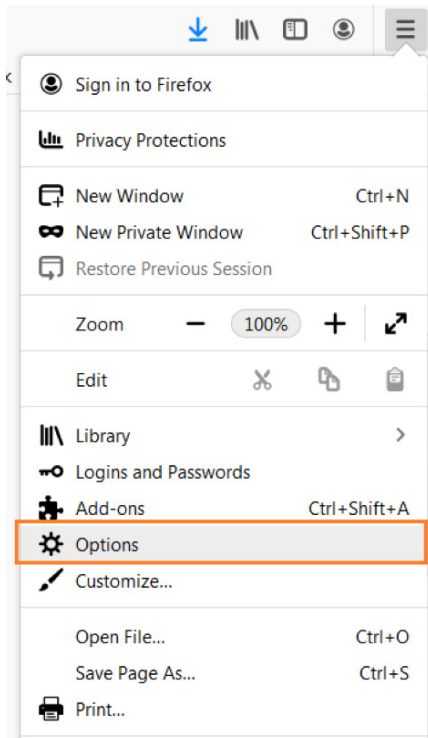 Sign in to Firefox
Privacy Protections
New Window Ctrl+N
New Private Window Ctrl+Shift+P
Restore Previous Session
Zoom 100%
Edit
Library
Logins and Passwords
Add-ons Ctrl+Shift+A
Options
Customize...
Open File... Ctrl+O
Save Page As... Ctrl+S
Print...